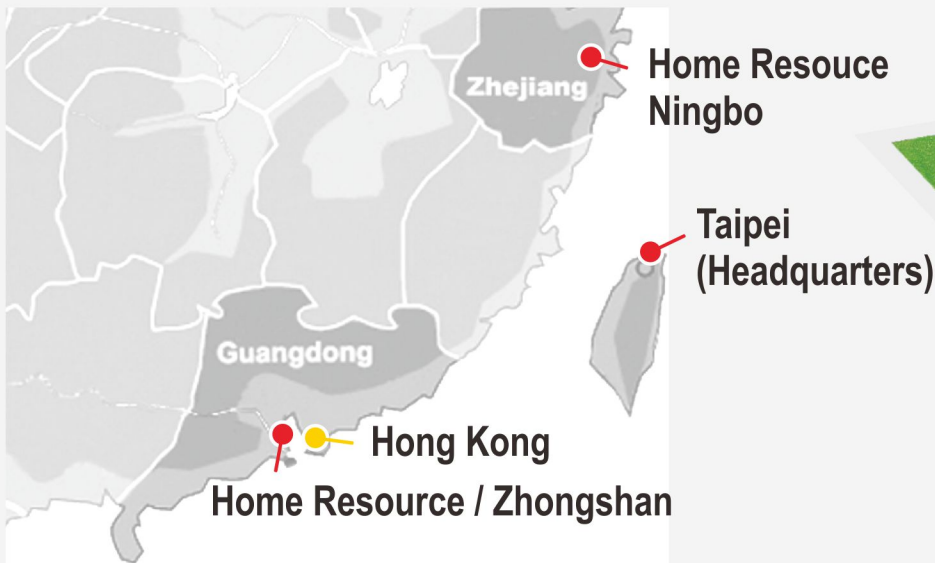 Zhejiang
Home Resouce
Ningbo
Taipei
(Headquarters)
Guangdong
Hong Kong
Home Resource / Zhongshan